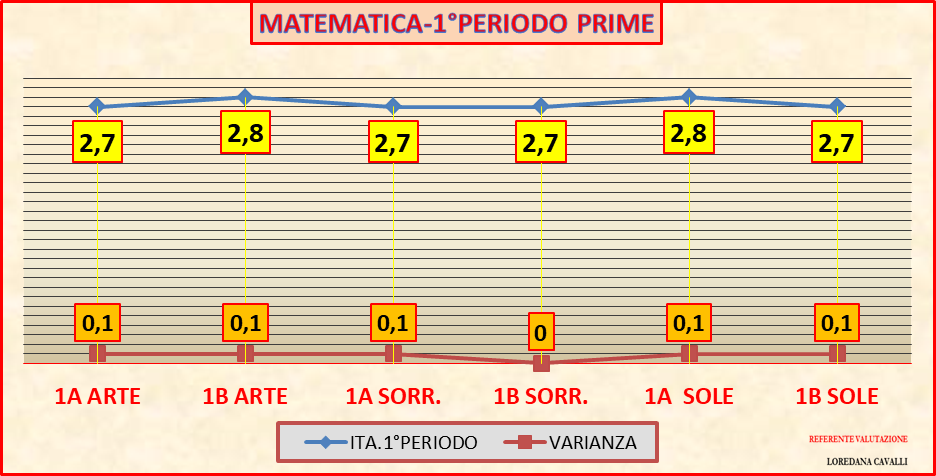 MATEMATICA-1°PERIODO PRIME
2,7 2,8 2,7 2,7 2,8 2,7
0,1 0,1 0,1 0 0,1 0,1
1A ARTE 1B ARTE 1A SORR. 1B SORR. 1A SOLE 1B SOLE
ITA.1°PERIODO VARIANZA
REFERENTE VALUTAZIONE
LOREDANA CAVALLI